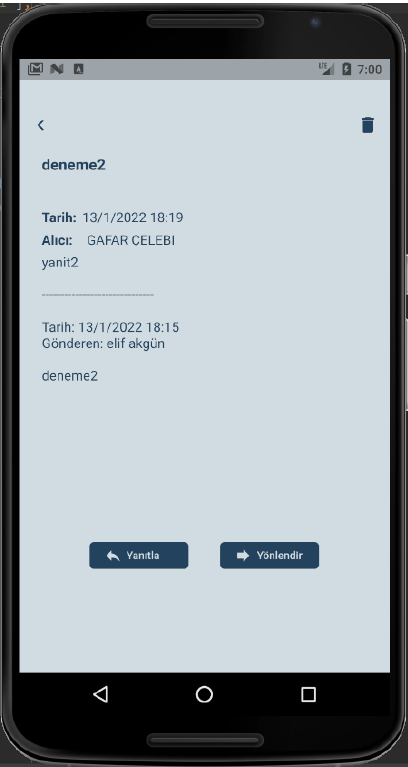 LTE 7:00
deneme2
Tarih: 13/1/2022 18:19
Alıcı: GAFAR CELEBI
yanit2
------------------------------
Tarih: 13/1/2022 18:15
Gönderen: elif akgün
deneme2
Yanıtla Yönlendir